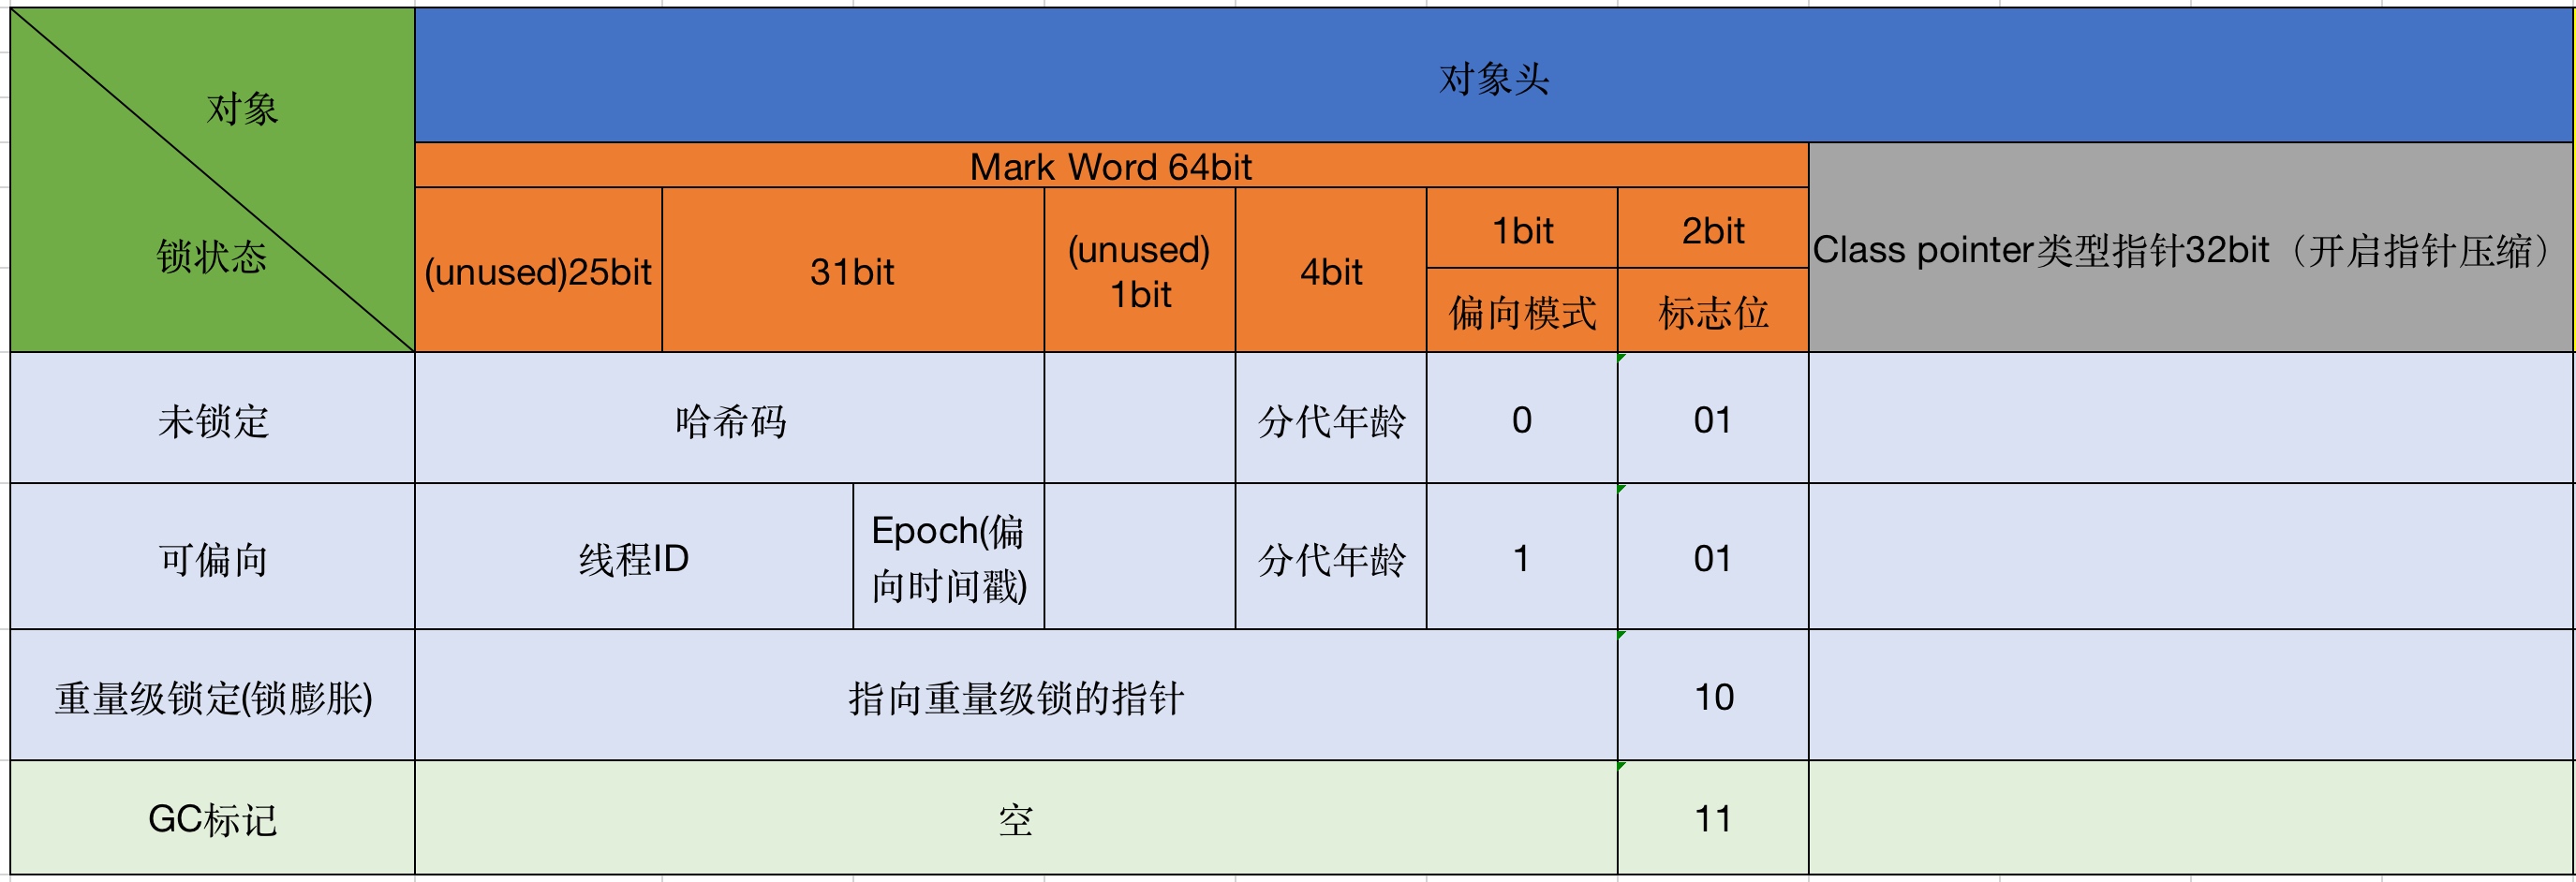 对象
锁状态
对象头
Mark Word 64bit
(unused)25bit
31bit
(unused)
1bit
4bit
1bit
偏向模式
2bit
标志位
Class pointer类型指针32bit（开启指针压缩）
未锁定
哈希码
分代年龄
0
01
可偏向
线程ID
Epoch(偏
向时间戳)
分代年龄
1
01
重量级锁定(锁膨胀)
指向重量级锁的指针
10
GC标记
空
11